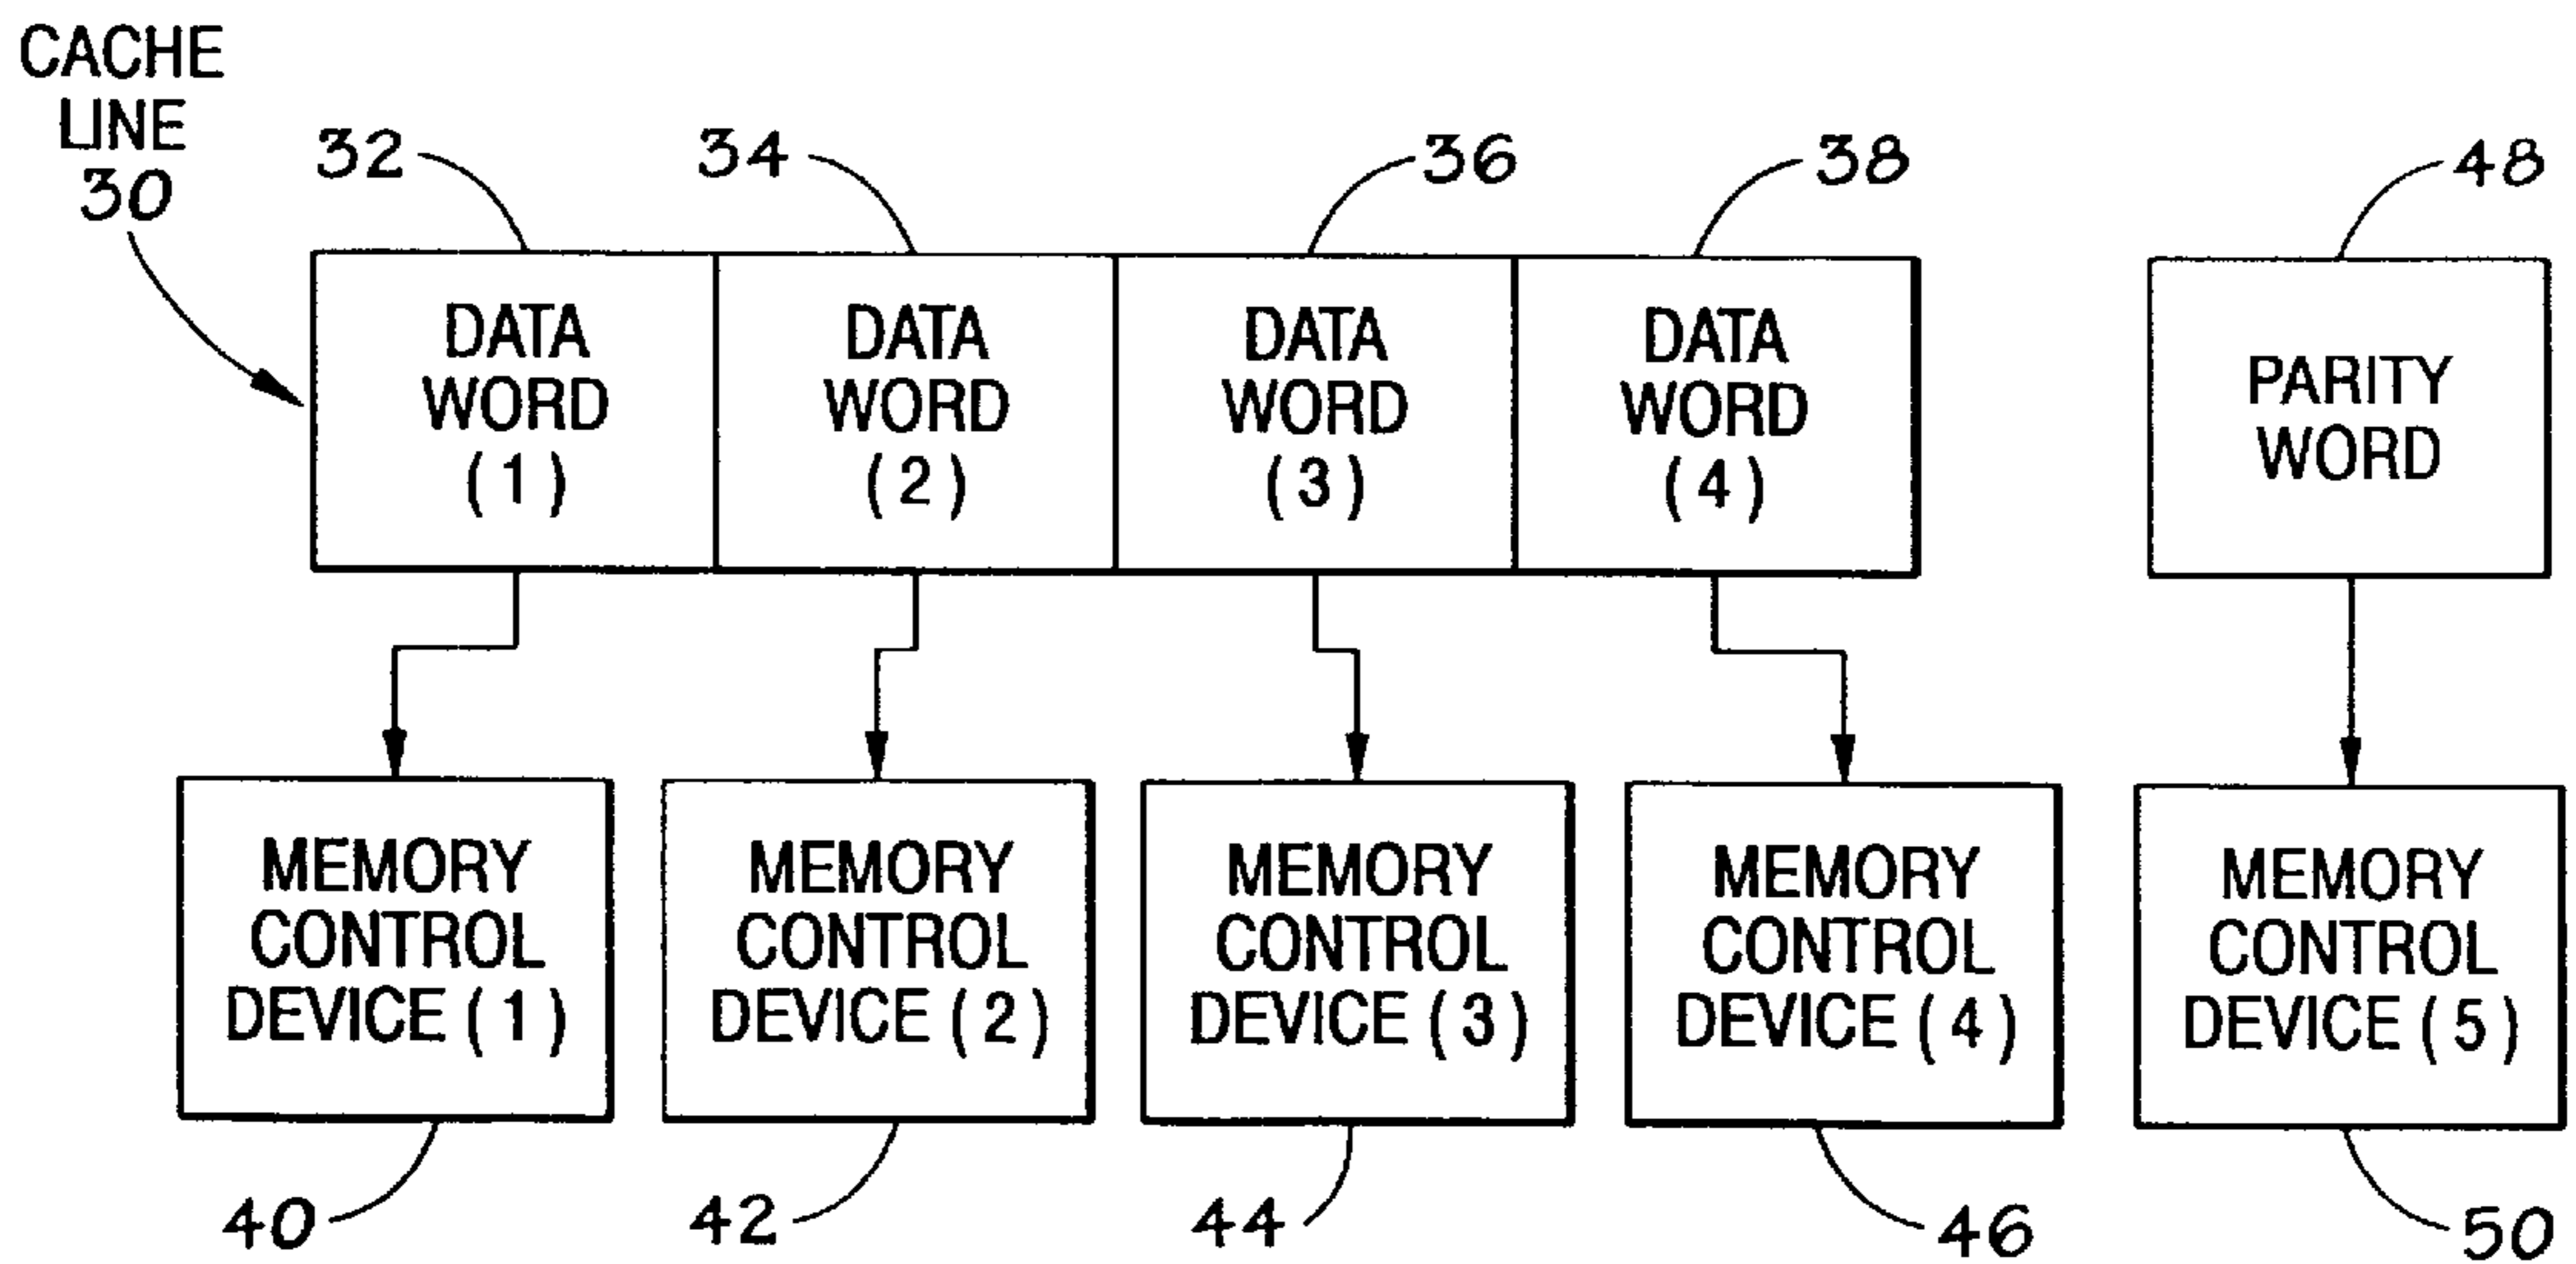 CACHE
LINE
30
32
34
36
38
48
DATA
WORD
( 1 )
DATA
WORD
( 2 )
DATA
WORD
( 3 )
DATA
WORD
( 4 )
PARITY
WORD
MEMORY
CONTROL
DEVICE ( 1 )
MEMORY
CONTROL
DEVICE ( 2 )
MEMORY
CONTROL
DEVICE ( 3 )
MEMORY
CONTROL
DEVICE ( 4 )
MEMORY
CONTROL
DEVICE ( 5 )
40
42
44
46
50